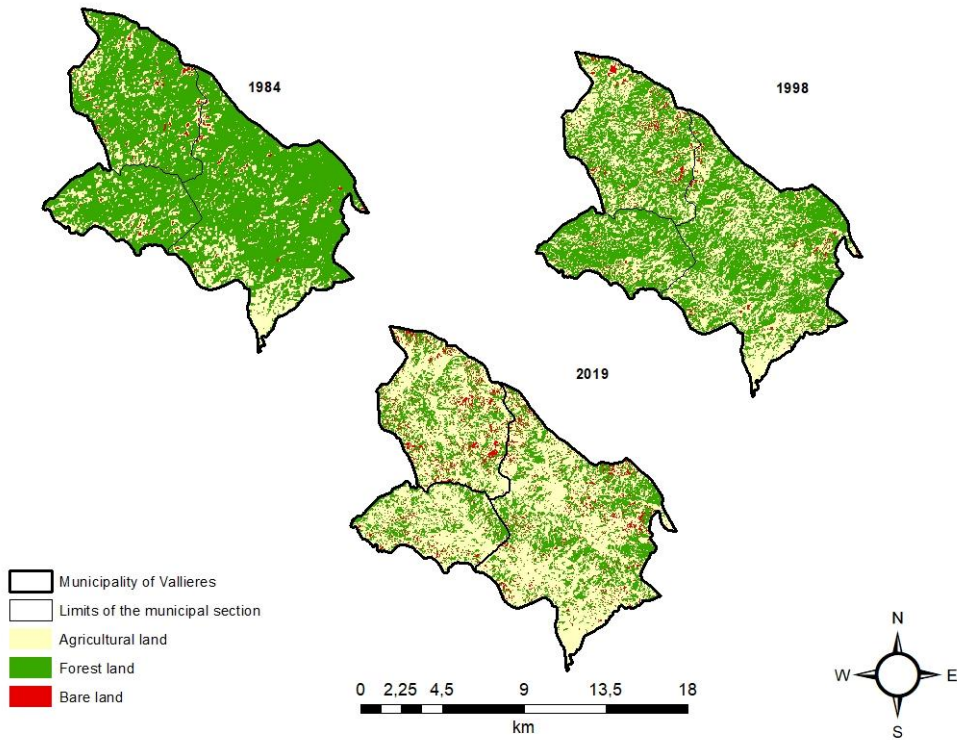 1984
1998
2019
Municipality of Vallieres
Limits of the municipal section
Agricultural land
Forest land
Bare land
0 2,25 4,5 9 13,5 18
km
N
W E
S